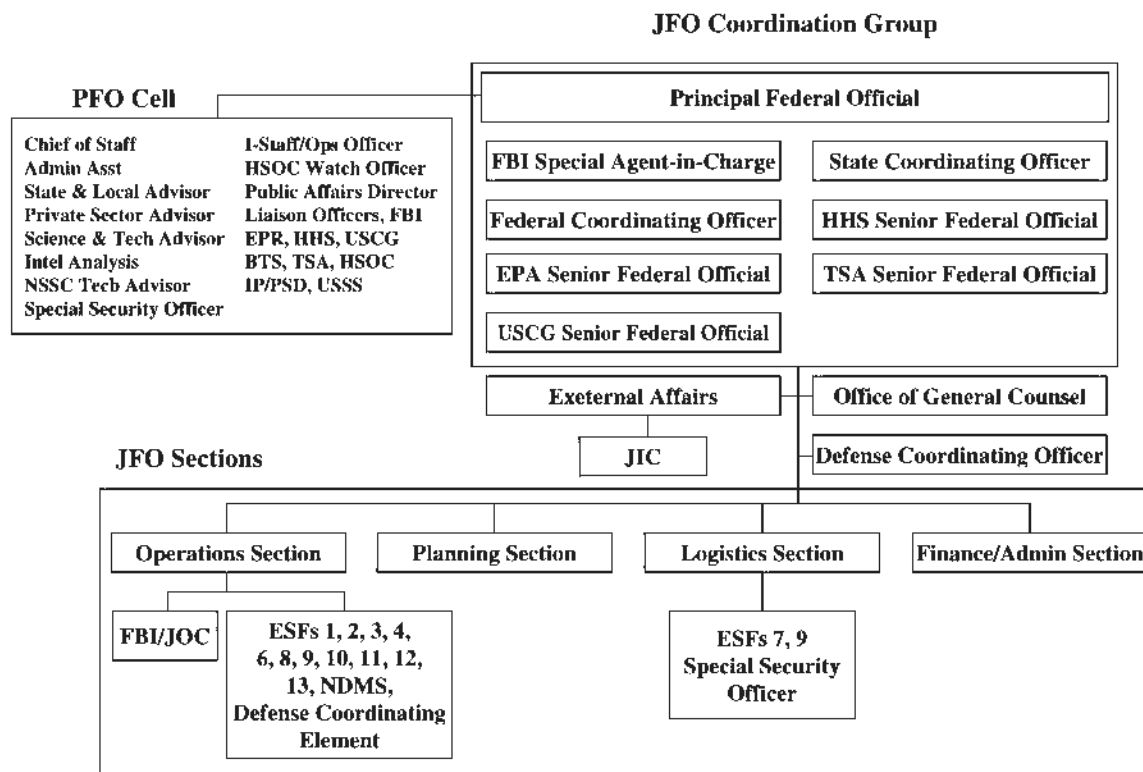 JFO Coordination Group
PFO Cell
Principal Federal Official
Chief of Staff
Admin Asst
State & Local Advisor
Private Sector Advisor
Science & Tech Advisor
Intel Analysis
NSSC Tech Advisor
Special Security Officer
I-Staff/Ops Officer
HSOC Watch Officer
Public Affairs Director
Liaison Officers, FBI
EPR, HHS, USCG
BTS, TSA, HSOC
IP/PSD, USSS
FBI Special Agent-in-Charge
State Coordinating Officer
Federal Coordinating Officer
HHS Senior Federal Official
EPA Senior Federal Official
TSA Senior Federal Official
USCG Senior Federal Official
Exeternal Affairs
Office of General Counsel
JIC
Defense Coordinating Officer
JFO Sections
Operations Section
Planning Section
Logistics Section
Finance/Admin Section
FBI/JOC
ESFs 1, 2, 3, 4,
6, 8, 9, 10, 11, 12,
13, NDMS,
Defense Coordinating
Element
ESFs 7, 9
Special Security
Officer